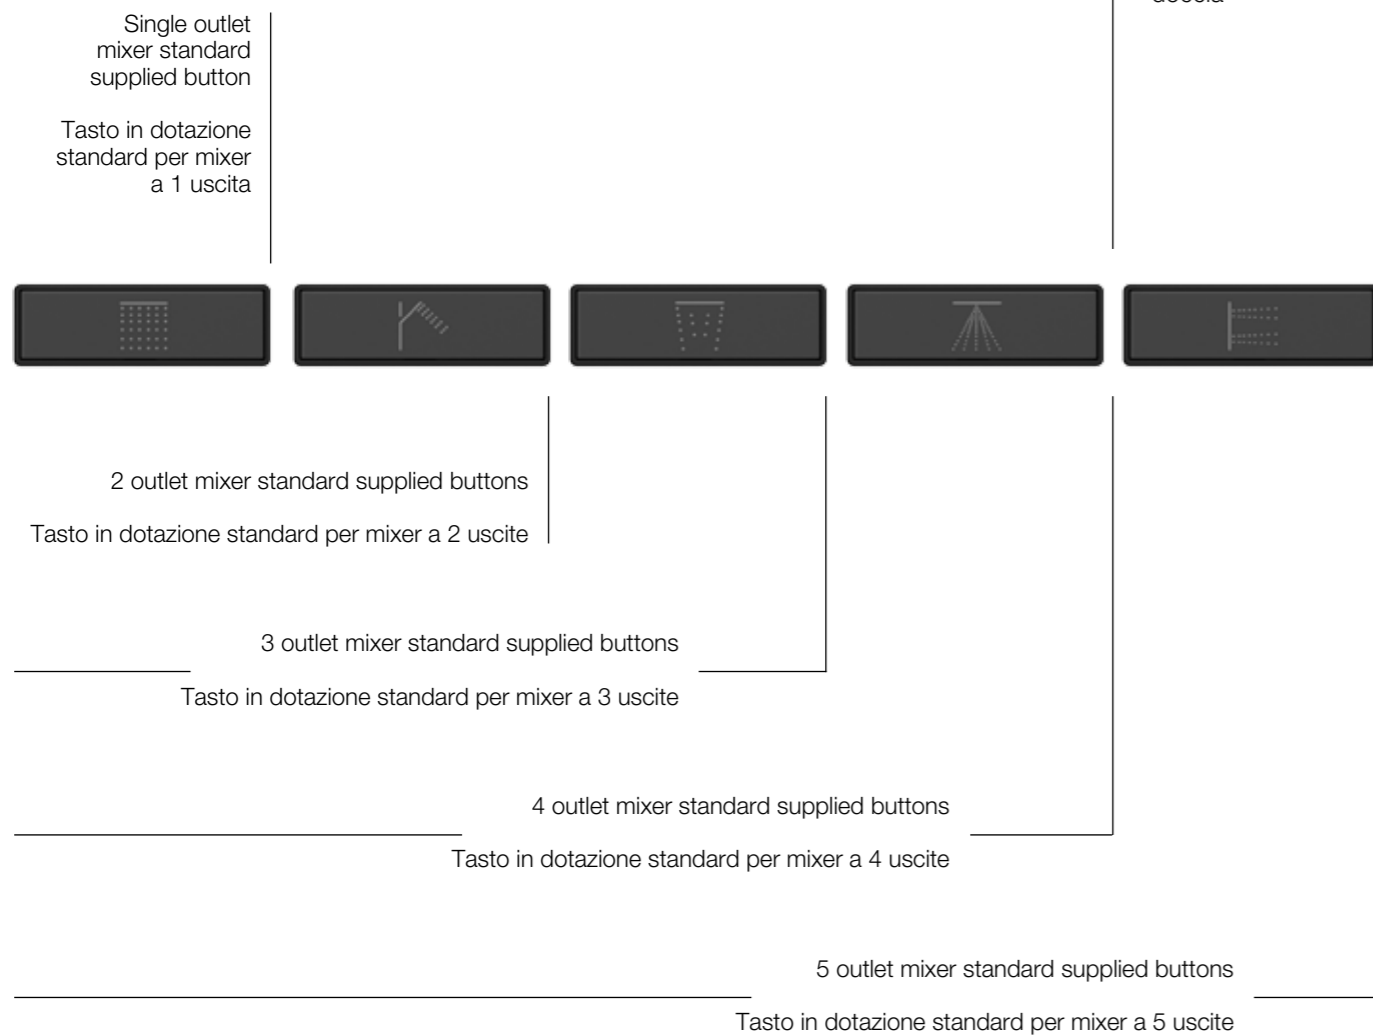 Single outlet
mixer standard
supplied button
Tasto in dotazione
standard per mixer
a 1 uscita
2 outlet mixer standard supplied buttons
Tasto in dotazione standard per mixer a 2 uscite
3 outlet mixer standard supplied buttons
Tasto in dotazione standard per mixer a 3 uscite
4 outlet mixer standard supplied buttons
Tasto in dotazione standard per mixer a 4 uscite
5 outlet mixer standard supplied buttons
Tasto in dotazione standard per mixer a 5 uscite